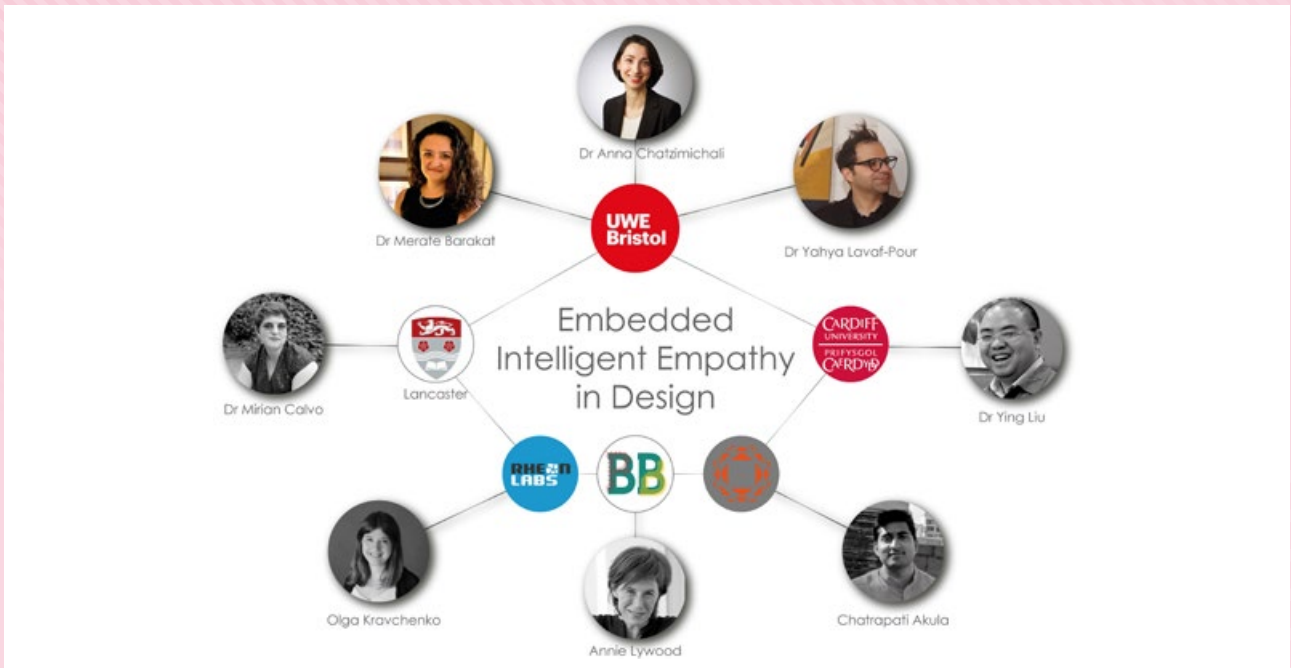 Dr Anna Chatzimichali
Dr Merate Barakat
UWE
Bristol
Dr Yahya Lavaf-Pour
Embedded
Intelligent Empathy
in Design
Lancaster
CARDIFF
UNIVERSITY
PRIFYSGOL
CAERDYDD
Dr Mirian Calvo
Dr Ying Liu
RHEON
LABS
BB
Olga Kravchenko
Annie Lywood
Chatrapati Akula